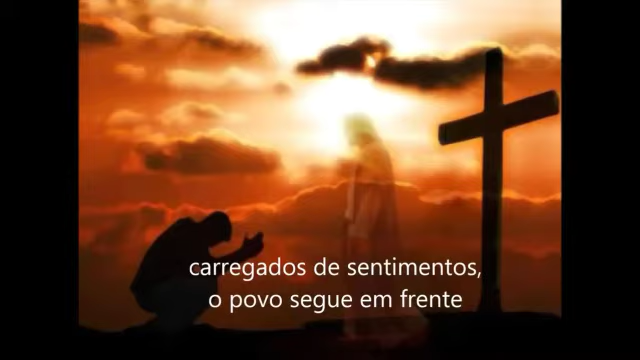 carregados de sentimentos,
o povo segue em frente